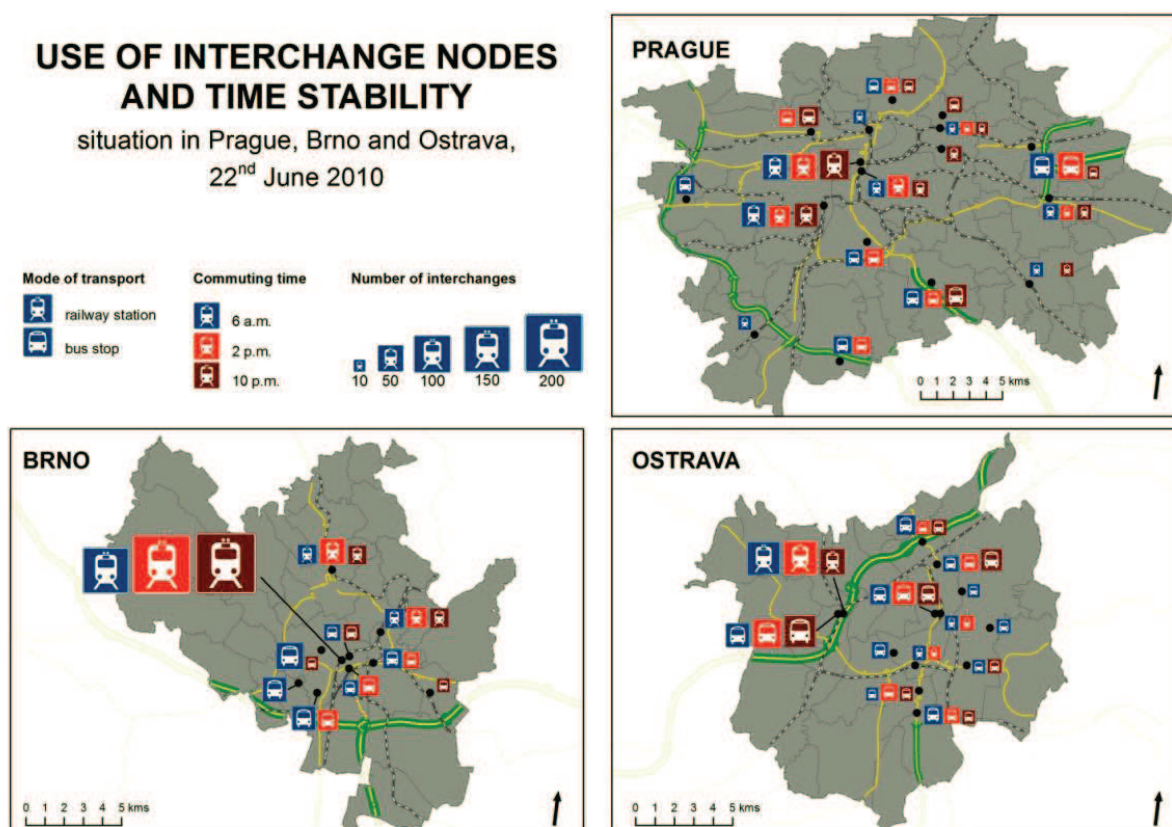 USE OF INTERCHANGE NODES
AND TIME STABILITY
situation in Prague, Brno and Ostrava,
22nd June 2010
Mode of transport
railway station
bus stop
Commuting time
6 a.m.
2 p.m.
10 p.m.
Number of interchanges
10 50 100 150 200
PRAGUE
0 1 2 3 4 5 kms
BRNO
0 1 2 3 4 5 kms
OSTRAVA
0 1 2 3 4 5 kms